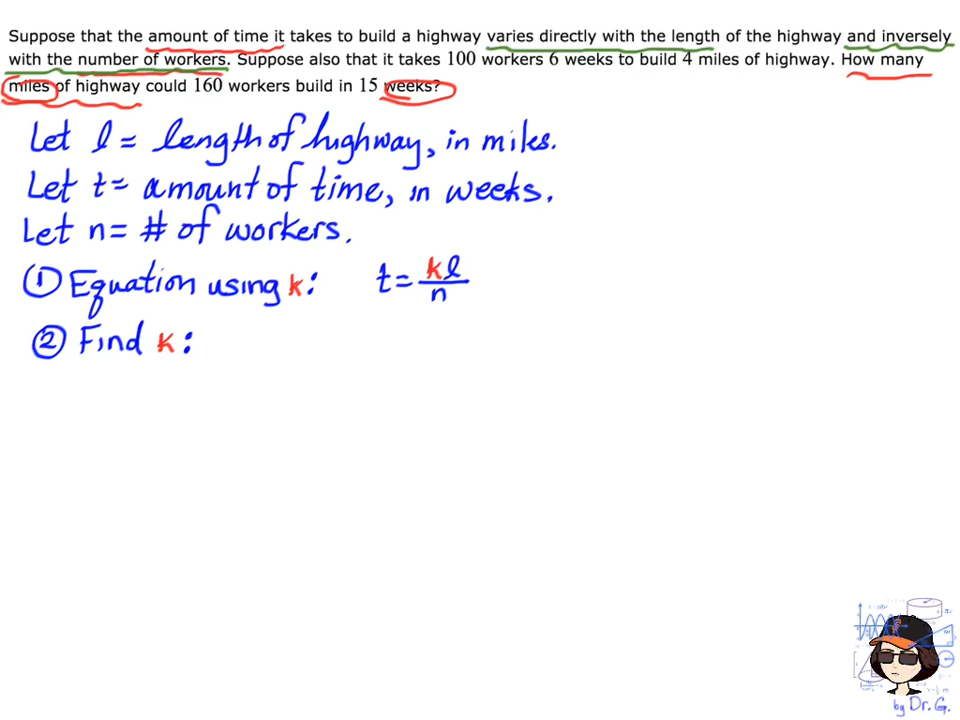 Suppose that the amount of time it takes to build a highway varies directly with the length of the highway and inversely
with the number of workers. Suppose also that it takes 100 workers 6 weeks to build 4 miles of highway. How many
miles of highway could 160 workers build in 15 weeks?
Let l = length of highway, in miles.
Let t = amount of time, in weeks.
Let n = # of workers.
① Equation using k: t = kl/n
② Find k:
by Dr. G.